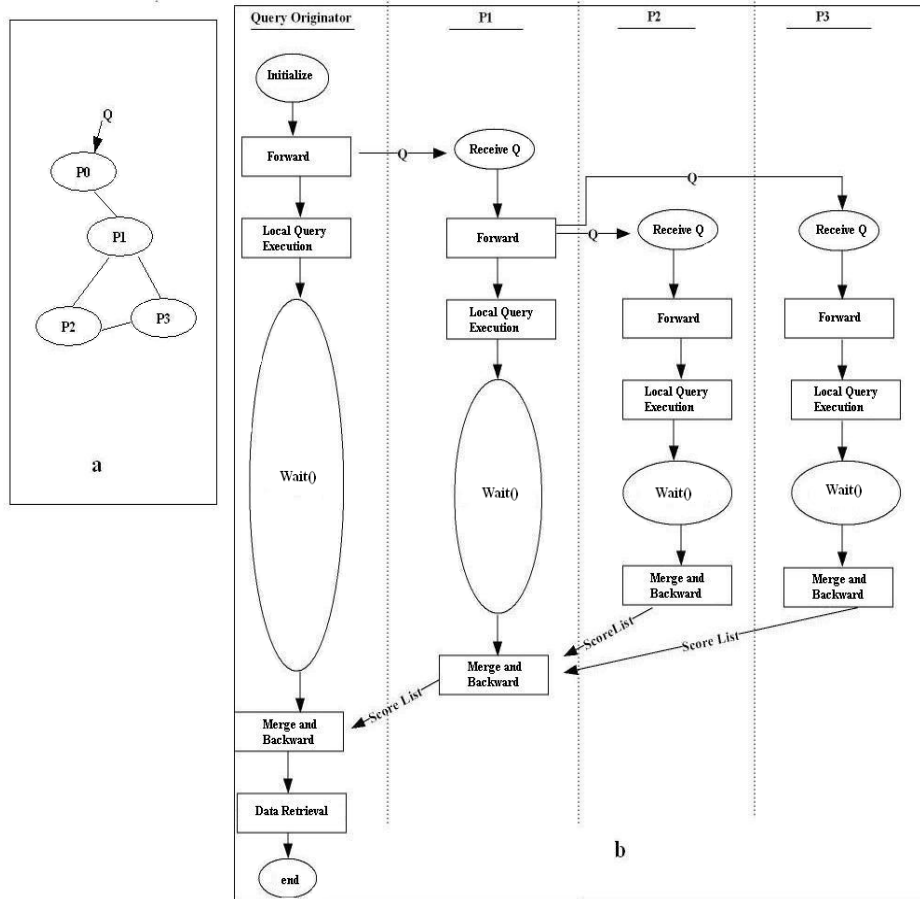 Q
P0
P1
P2
P3
a
Query Originator
P1
P2
P3
Initialize
Forward
Q
Receive Q
Q
Local Query
Execution
Forward
Q
Receive Q
Receive Q
Local Query
Execution
Forward
Forward
Local Query
Execution
Local Query
Execution
Wait()
Wait()
Wait()
Wait()
Merge and
Backward
Merge and
Backward
ScoreList
Score List
Merge and
Backward
Score List
Merge and
Backward
Data Retrieval
b
end